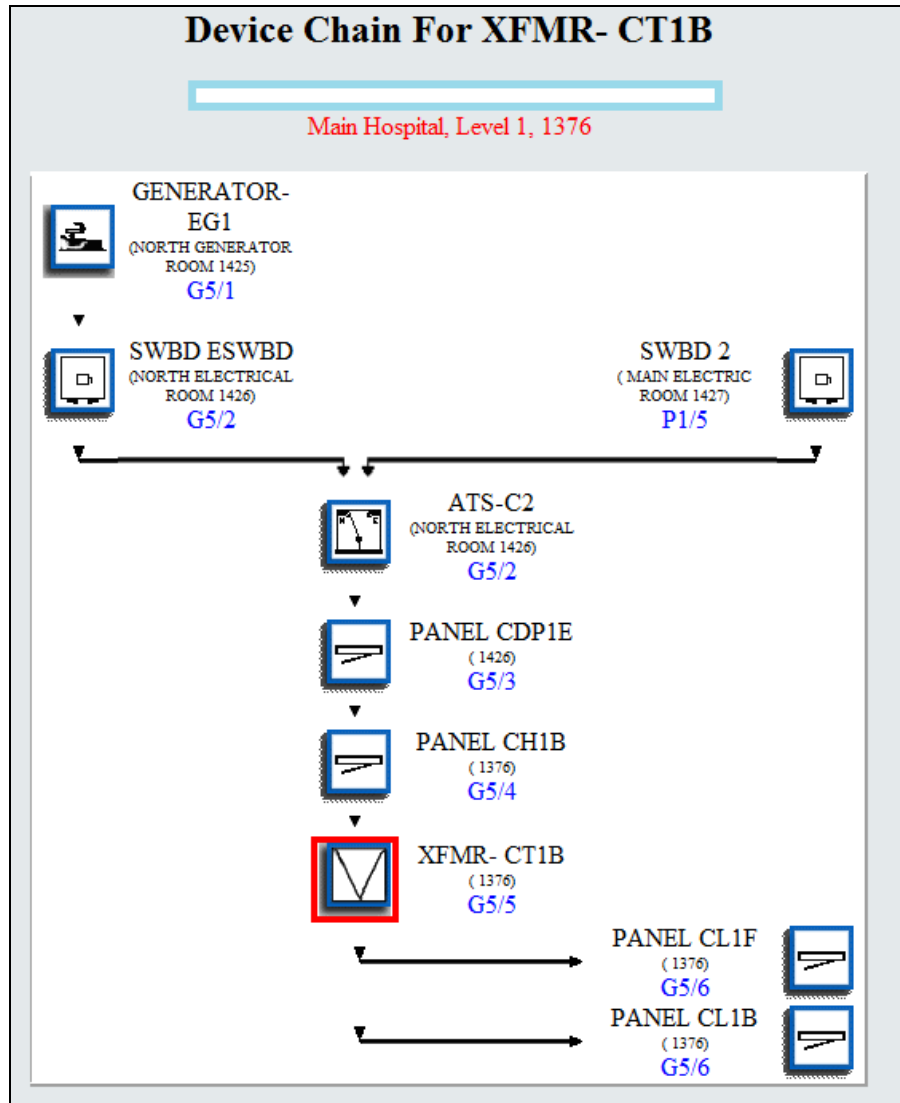 Device Chain For XFMR- CT1B
Main Hospital, Level 1, 1376
GENERATOR-
EG1
(NORTH GENERATOR
ROOM 1425)
G5/1
SWBD ESWBD
(NORTH ELECTRICAL
ROOM 1426)
G5/2
SWBD 2
( MAIN ELECTRIC
ROOM 1427)
P1/5
N E
ATS-C2
(NORTH ELECTRICAL
ROOM 1426)
G5/2
PANEL CDP1E
( 1426)
G5/3
PANEL CH1B
( 1376)
G5/4
XFMR- CT1B
( 1376)
G5/5
PANEL CL1F
( 1376)
G5/6
PANEL CL1B
( 1376)
G5/6